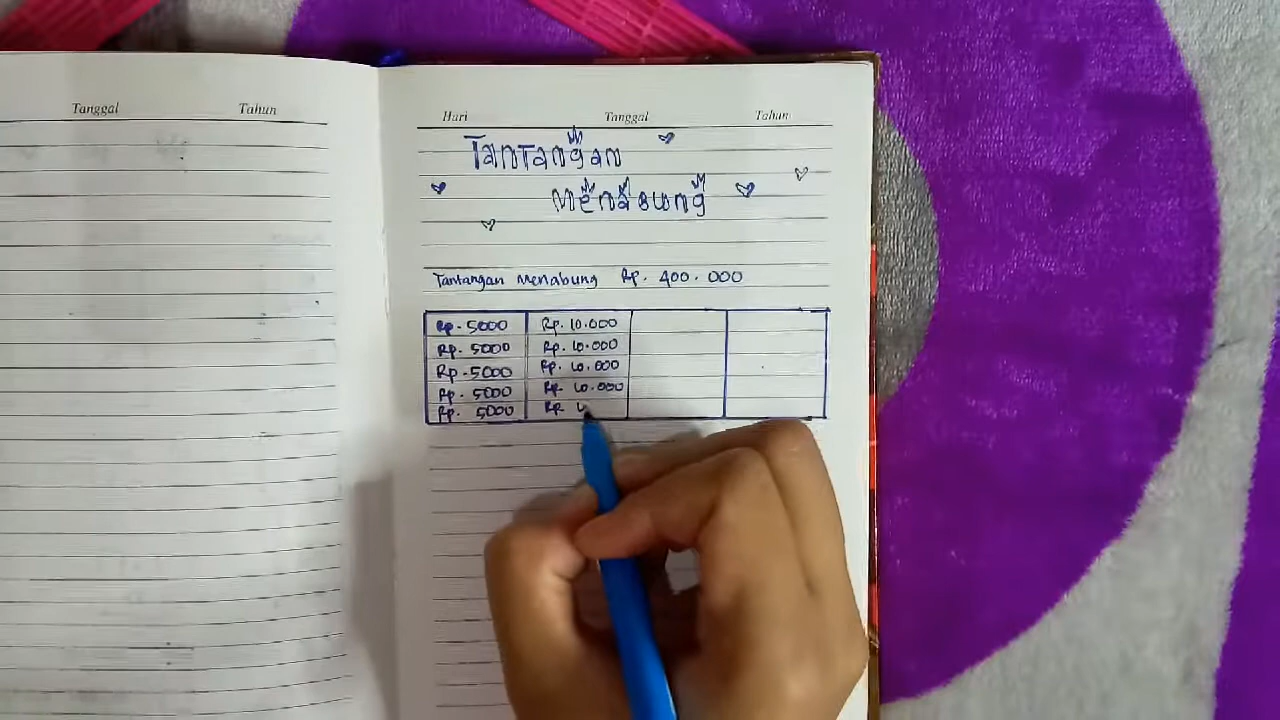 Tanggal Tahun
Hari Tanggal Tahun
Tantangan
Menabung
Tantangan Menabung Rp. 400.000
Rp. 5000 Rp. 10.000
Rp. 5000 Rp. 10.000
Rp. 5000 Rp. 10.000
Rp. 5000 Rp 10.000
Rp. 5000 Rp